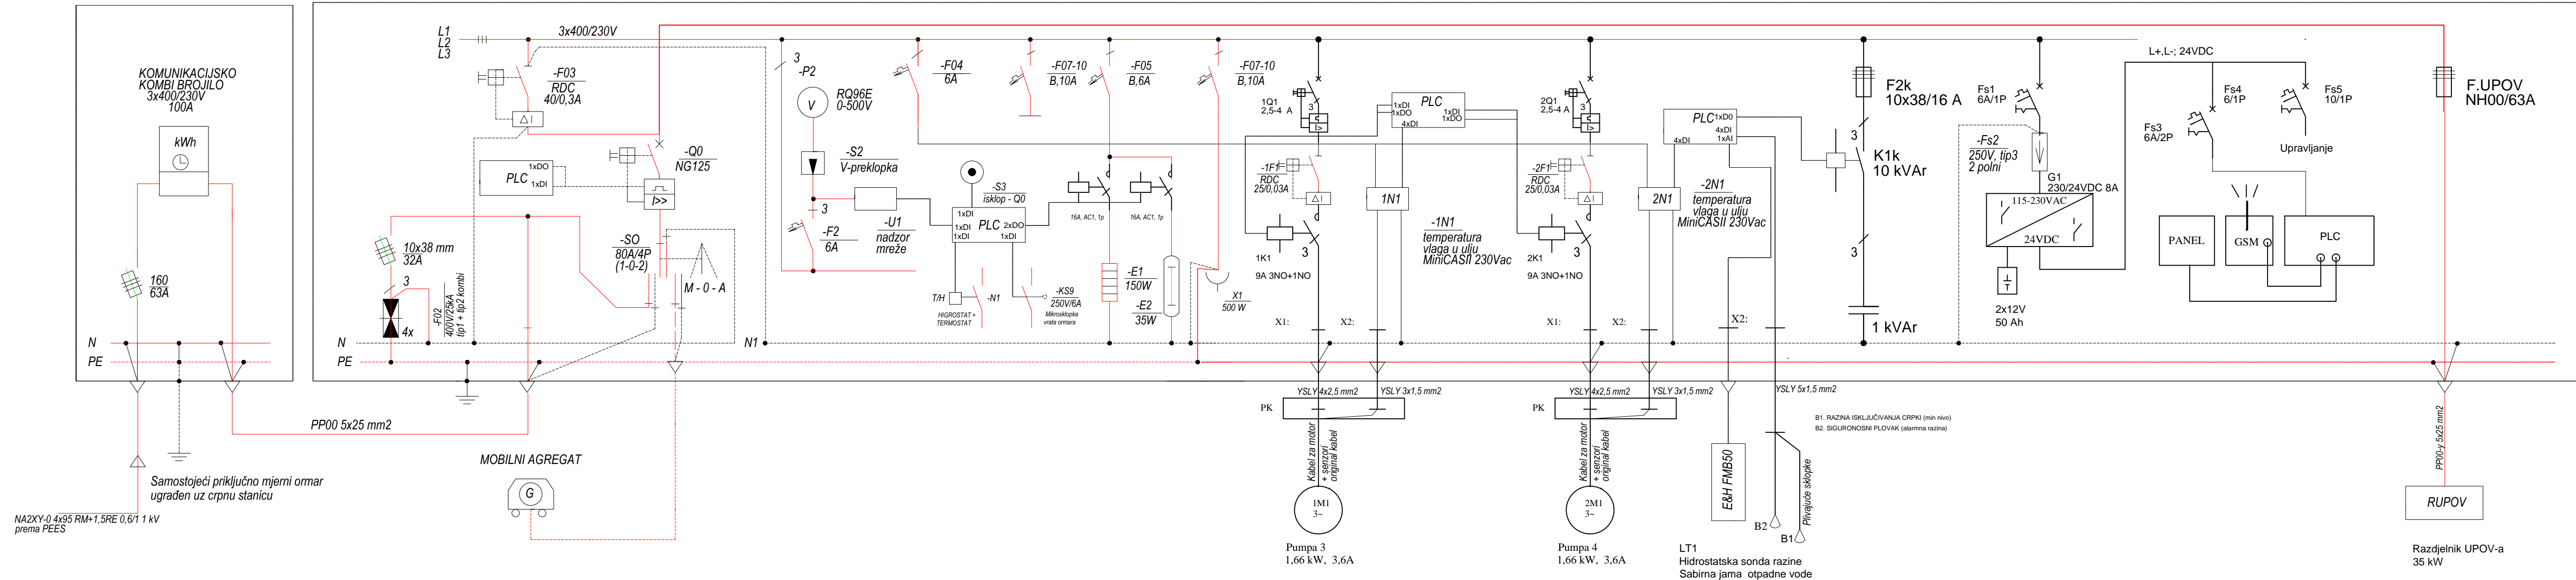 KOMUNIKACIJSKO
KOMBI BROJILO
3x400/230V
100A
kWh
160
63A
N
PE
Samostojeći priključno mjerni ormar
ugrađen uz crpnu stanicu
NA2XY-0 4x95 RM+1,5RE 0,6/1 1 kV
prema PEES
PP00 5x25 mm2
L1
L2
L3
3x400/230V
-F03
RDC
40/0,3A
ΔI
PLC
1xDO
1xDI
-Q0
NG125
I>>
10x38 mm
32A
3
4x
-F02
400V/25kA
tip1 + tip2 kombi
-SO
80A/4P
(1-0-2)
M - 0 - A
N
PE
N1
MOBILNI AGREGAT
G
3
-P2
V
RQ96E
0-500V
-S2
V-preklopka
3
-F2
6A
-U1
nadzor
mreže
-F04
6A
-S3
isklop - Q0
1xDI
1xDI
1xDI
PLC
2xDO
1xDI
T/H
-N1
HIGROSTAT +
TERMOSTAT
-KS9
250V/6A
Mikrosklopka
vrata ormara
-F07-10
B,10A
-F05
B,6A
16A, AC1, 1p
16A, AC1, 1p
-E1
150W
-E2
35W
-F07-10
B,10A
X1
500 W
1Q1
2,5-4 A
3
I>
-1F1
RDC
25/0,03A
ΔI
3
1K1
9A 3NO+1NO
1xDI
1xDO
PLC
1xDI
1xDO
4xDI
1N1
-1N1
temperatura
vlaga u ulju
MiniCASII 230Vac
X1:
X2:
YSLY 4x2,5 mm2
YSLY 3x1,5 mm2
PK
Kabel za motor
+ senzori
original kabel
1M1
3~
Pumpa 3
1,66 kW, 3,6A
2Q1
2,5-4 A
3
I>
-2F1
RDC
25/0,03A
ΔI
3
2K1
9A 3NO+1NO
PLC
1xD0
4xDI
1xAI
4xDI
2N1
-2N1
temperatura
vlaga u ulju
MiniCASII 230Vac
X1:
X2:
X2:
YSLY 4x2,5 mm2
YSLY 3x1,5 mm2
YSLY 5x1,5 mm2
PK
Kabel za motor
+ senzori
original kabel
2M1
3~
Pumpa 4
1,66 kW, 3,6A
E&H FMB50
B2
B1
Plivajuće sklopke
LT1
Hidrostatska sonda razine
Sabirna jama otpadne vode
B1. RAZINA ISKLJUČIVANJA CRPKI (min nivo)
B2. SIGURONOSNI PLOVAK (alarmna razina)
F2k
10x38/16 A
3
K1k
10 kVAr
3
1 kVAr
Fs1
6A/1P
-Fs2
250V, tip3
2 polni
G1
230/24VDC 8A
115-230VAC
24VDC
2x12V
50 Ah
L+,L-; 24VDC
Fs4
6/1P
Fs3
6A/2P
Fs5
10/1P
Upravljanje
PANEL
GSM
PLC
F.UPOV
NH00/63A
PP00-y 5x25 mm2
RUPOV
Razdjelnik UPOV-a
35 kW